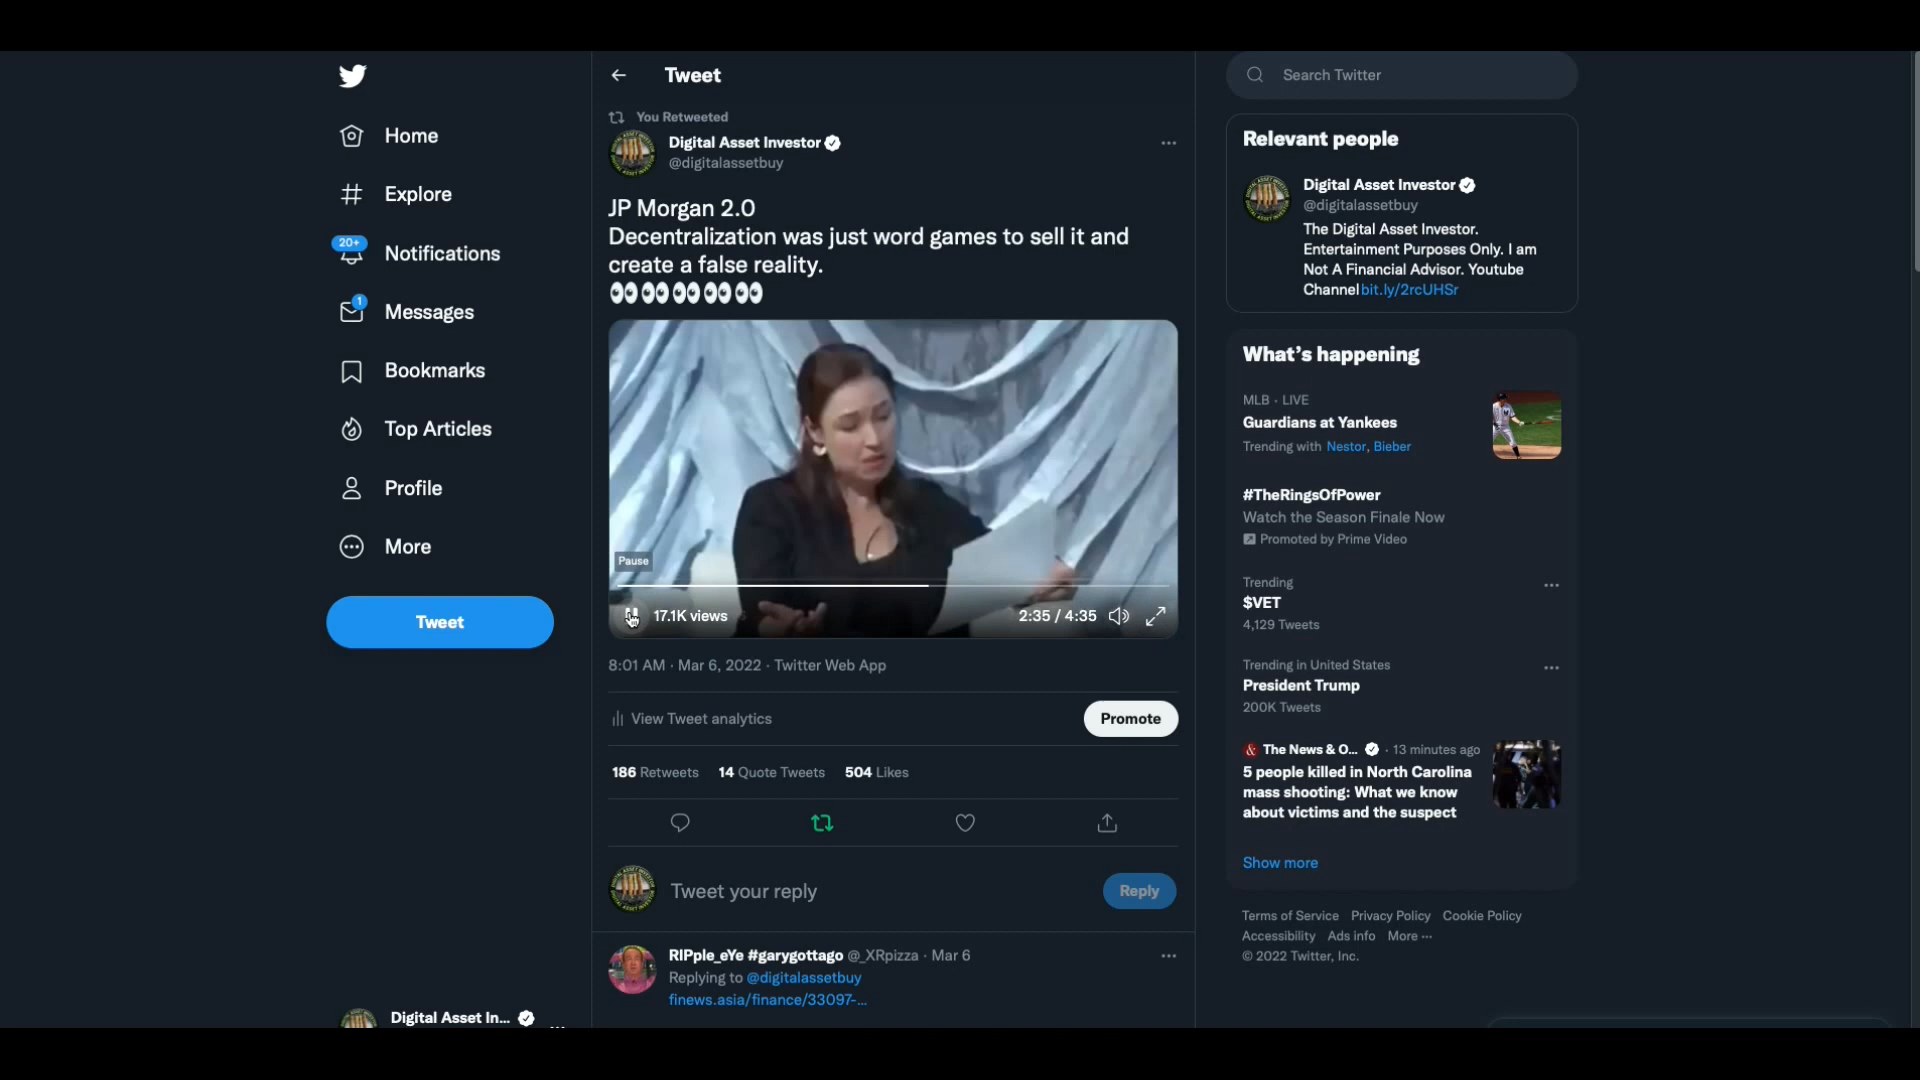 Home
Explore
20+
Notifications
1
Messages
Bookmarks
Top Articles
Profile
More
Tweet
Digital Asset In...
Tweet
You Retweeted
Digital Asset Investor
@digitalassetbuy
JP Morgan 2.0
Decentralization was just word games to sell it and
create a false reality.
👀👀👀👀👀
Pause
17.1K views
2:35 / 4:35
8:01 AM · Mar 6, 2022 · Twitter Web App
View Tweet analytics
Promote
186 Retweets 14 Quote Tweets 504 Likes
Tweet your reply
Reply
RIPple_eYe #garygottago @_XRpizza · Mar 6
Replying to @digitalassetbuy
finews.asia/finance/33097-...
Search Twitter
Relevant people
Digital Asset Investor
@digitalassetbuy
The Digital Asset Investor.
Entertainment Purposes Only. I am
Not A Financial Advisor. Youtube
Channel bit.ly/2rcUHSr
What's happening
MLB · LIVE
Guardians at Yankees
Trending with Nestor, Bieber
#TheRingsOfPower
Watch the Season Finale Now
Promoted by Prime Video
Trending
$VET
4,129 Tweets
Trending in United States
President Trump
200K Tweets
The News & O... · 13 minutes ago
5 people killed in North Carolina
mass shooting: What we know
about victims and the suspect
Show more
Terms of Service Privacy Policy Cookie Policy
Accessibility Ads info More ...
© 2022 Twitter, Inc.